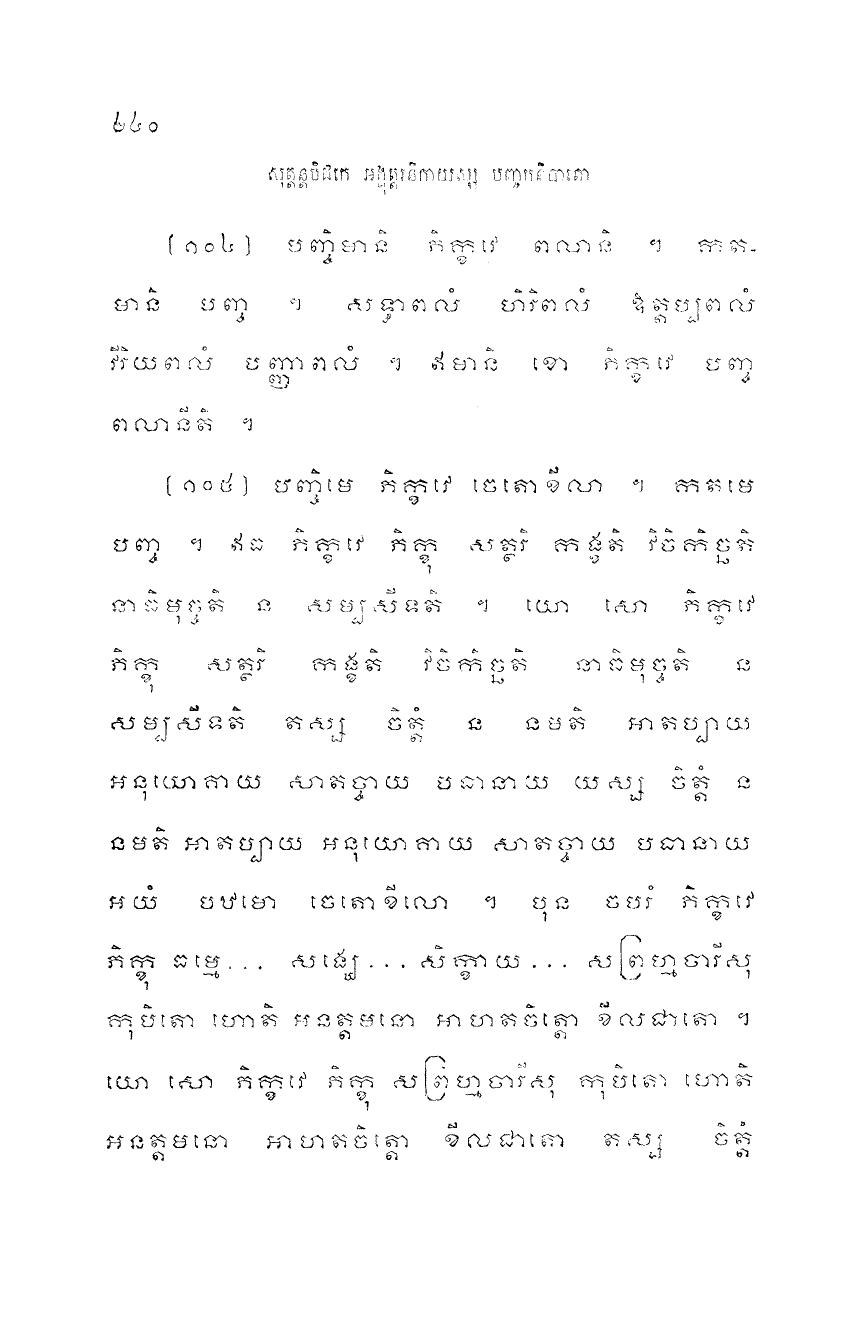 ២៤០
សុត្តន្តបិដកេ អង្គុត្តរនិកាយស្ស បញ្ចកនិបាតោ
[១០៤] បញ្ចិមានិ ភិក្ខវេ ពលានិ ។ កត-
មានិ បញ្ច ។ សទ្ធាពលំ ហិរិពលំ ឱត្តប្បពលំ
វីរិយពលំ បញ្ញាពលំ ។ ឥមានិ ខោ ភិក្ខវេ បញ្ច
ពលានីតិ ។
[១០៥] បញ្ចិមេ ភិក្ខវេ ចេតោខីលា ។ កតមេ
បញ្ច ។ ឥធ ភិក្ខវេ ភិក្ខុ សត្ថរិ កង្ខតិ វិចិកិច្ឆតិ
នាធិមុច្ចតិ ន សម្បសីទតិ ។ យោ សោ ភិក្ខវេ
ភិក្ខុ សត្ថរិ កង្ខតិ វិចិកិច្ឆតិ នាធិមុច្ចតិ ន
សម្បសីទតិ តស្ស ចិត្តំ ន នមតិ អាតប្បាយ
អនុយោគាយ សាតច្ចាយ បធានាយ យស្ស ចិត្តំ ន
នមតិ អាតប្បាយ អនុយោគាយ សាតច្ចាយ បធានាយ
អយំ បឋមោ ចេតោខីលោ ។ បុន ចបរំ ភិក្ខវេ
ភិក្ខុ ធម្មេ... សង្ឃេ... សិក្ខាយ... សព្រហ្មចារីសុ
កុបិតោ ហោតិ អនត្តមនោ អាហតចិត្តោ ខីលជាតោ ។
យោ សោ ភិក្ខវេ ភិក្ខុ សព្រហ្មចារីសុ កុបិតោ ហោតិ
អនត្តមនោ អាហតចិត្តោ ខីលជាតោ តស្ស ចិត្តំ